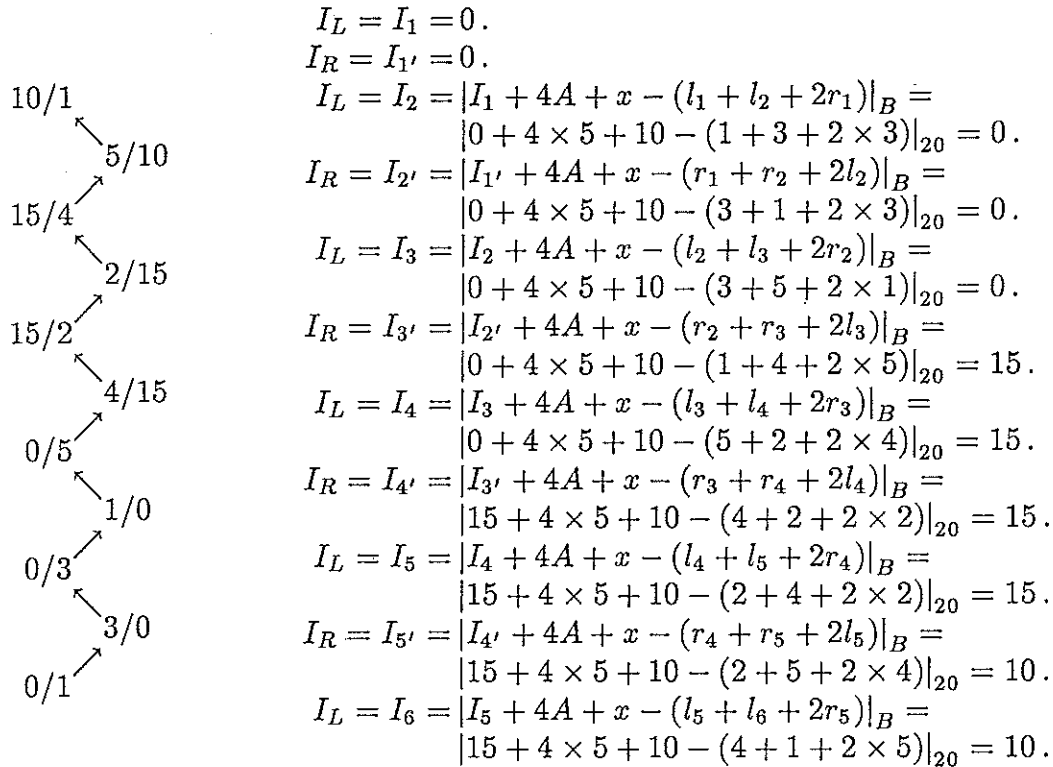 I_L = I_1 = 0.
I_R = I_{1'} = 0.
10/1
I_L = I_2 = |I_1 + 4A + x − (l_1 + l_2 + 2r_1)|_B =
|0 + 4 × 5 + 10 − (1 + 3 + 2 × 3)|_{20} = 0.
5/10
I_R = I_{2'} = |I_{1'} + 4A + x − (r_1 + r_2 + 2l_2)|_B =
|0 + 4 × 5 + 10 − (3 + 1 + 2 × 3)|_{20} = 0.
15/4
I_L = I_3 = |I_2 + 4A + x − (l_2 + l_3 + 2r_2)|_B =
2/15
|0 + 4 × 5 + 10 − (3 + 5 + 2 × 1)|_{20} = 0.
15/2
I_R = I_{3'} = |I_{2'} + 4A + x − (r_2 + r_3 + 2l_3)|_B =
|0 + 4 × 5 + 10 − (1 + 4 + 2 × 5)|_{20} = 15.
4/15
I_L = I_4 = |I_3 + 4A + x − (l_3 + l_4 + 2r_3)|_B =
0/5
|0 + 4 × 5 + 10 − (5 + 2 + 2 × 4)|_{20} = 15.
I_R = I_{4'} = |I_{3'} + 4A + x − (r_3 + r_4 + 2l_4)|_B =
1/0
|15 + 4 × 5 + 10 − (4 + 2 + 2 × 2)|_{20} = 15.
0/3
I_L = I_5 = |I_4 + 4A + x − (l_4 + l_5 + 2r_4)|_B =
|15 + 4 × 5 + 10 − (2 + 4 + 2 × 2)|_{20} = 15.
3/0
I_R = I_{5'} = |I_{4'} + 4A + x − (r_4 + r_5 + 2l_5)|_B =
|15 + 4 × 5 + 10 − (2 + 5 + 2 × 4)|_{20} = 10.
0/1
I_L = I_6 = |I_5 + 4A + x − (l_5 + l_6 + 2r_5)|_B =
|15 + 4 × 5 + 10 − (4 + 1 + 2 × 5)|_{20} = 10.